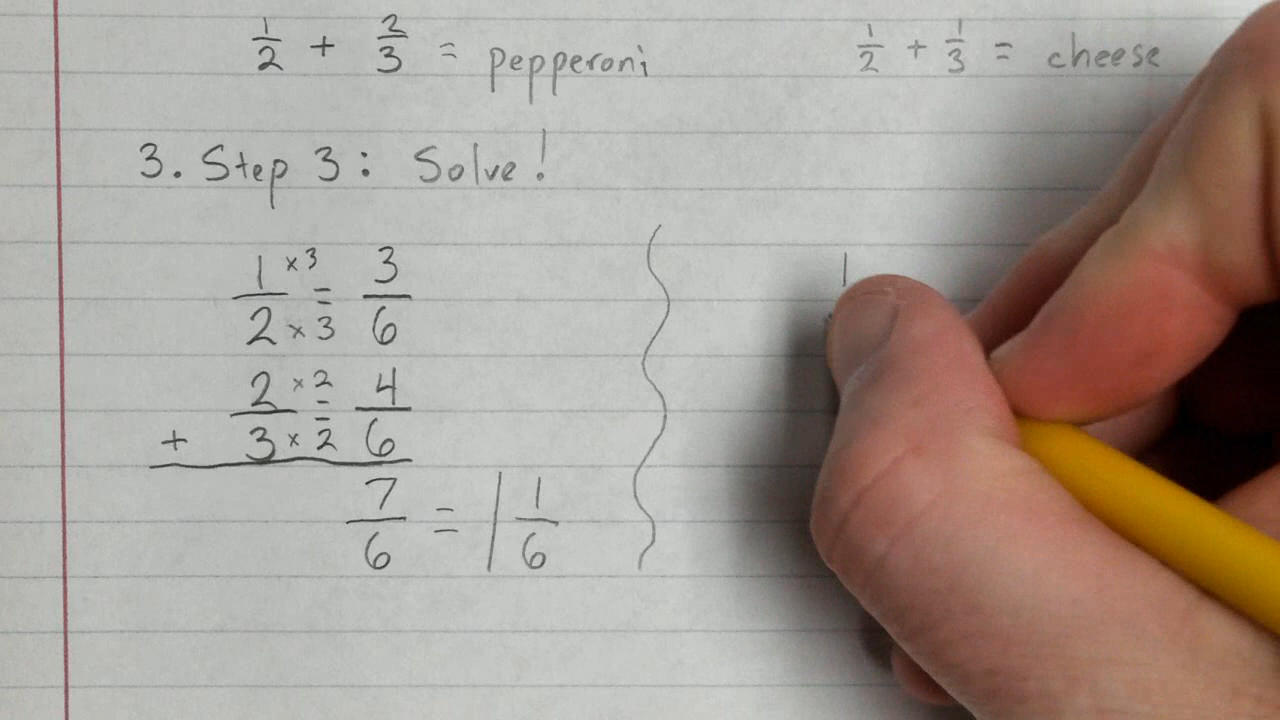 1/2 + 2/3 = pepperoni
1/2 + 1/3 = cheese
3. Step 3: Solve!
1 × 3 / 2 × 3 = 3/6
+ 2 × 2 / 3 × 2 = 4/6
7/6 = 1 1/6
1